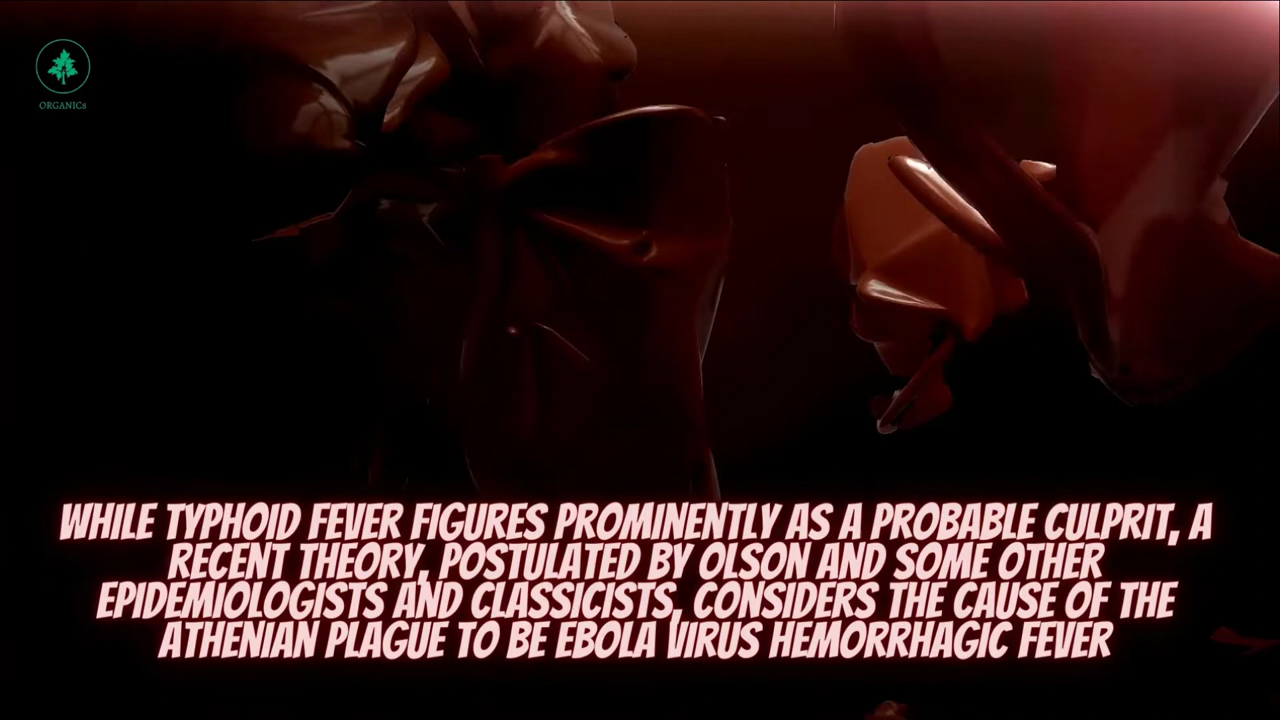 ORGANICs
WHILE TYPHOID FEVER FIGURES PROMINENTLY AS A PROBABLE CULPRIT, A
RECENT THEORY, POSTULATED BY OLSON AND SOME OTHER
EPIDEMIOLOGISTS AND CLASSICISTS, CONSIDERS THE CAUSE OF THE
ATHENIAN PLAGUE TO BE EBOLA VIRUS HEMORRHAGIC FEVER